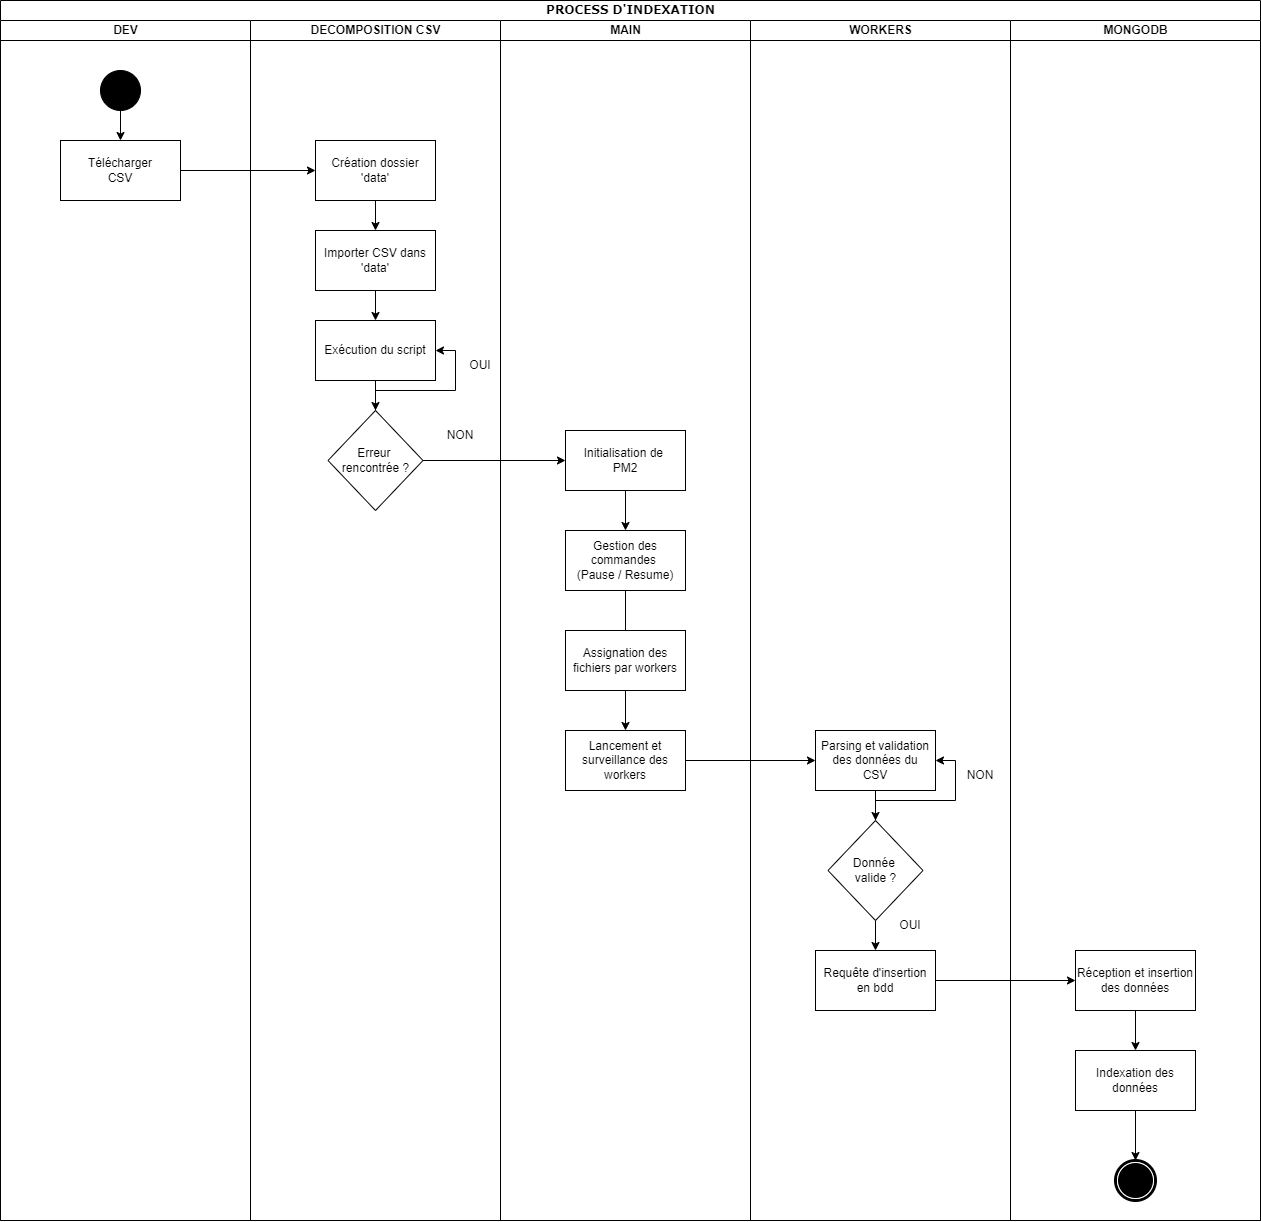 PROCESS D'INDEXATION
DEV
DECOMPOSITION CSV
MAIN
WORKERS
MONGODB
Télécharger
CSV
Création dossier
'data'
Importer CSV dans
'data'
Exécution du script
OUI
Erreur
rencontrée ?
NON
Initialisation de
PM2
Gestion des
commandes
(Pause / Resume)
Assignation des
fichiers par workers
Lancement et
surveillance des
workers
Parsing et validation
des données du
CSV
NON
Donnée
valide ?
OUI
Requête d'insertion
en bdd
Réception et insertion
des données
Indexation des
données